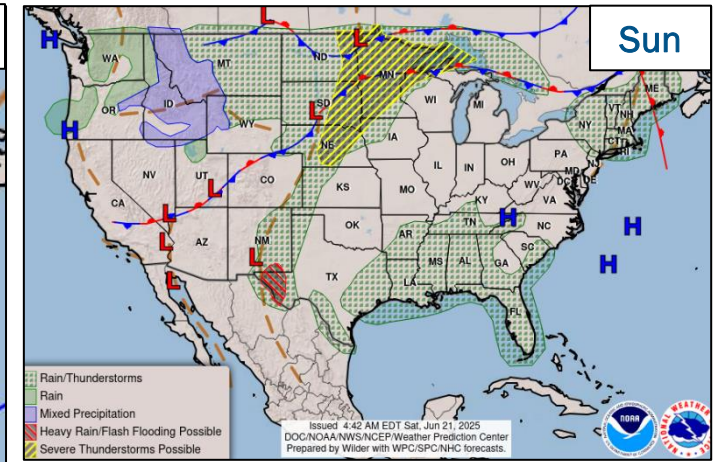 Sun
L
H
WA
MT
ND
L
MN
ME
OR
ID
SD
L
WI
MI
VT
NH
H
WY
NY
MA
CT
RI
NE
IA
PA
NJ
NV
UT
CO
IL
IN
OH
MD
DE
DC
WV
CA
L
KS
MO
KY
VA
L
H
H
L
AZ
NM
OK
AR
TN
NC
L
L
H
TX
LA
MS
AL
GA
SC
FL
Rain/Thunderstorms
Rain
Mixed Precipitation
Heavy Rain/Flash Flooding Possible
Severe Thunderstorms Possible
Issued 4:42 AM EDT Sat, Jun 21, 2025
DOC/NOAA/NWS/NCEP/Weather Prediction Center
Prepared by Wilder with WPC/SPC/NHC forecasts.
NOAA
NATIONAL WEATHER